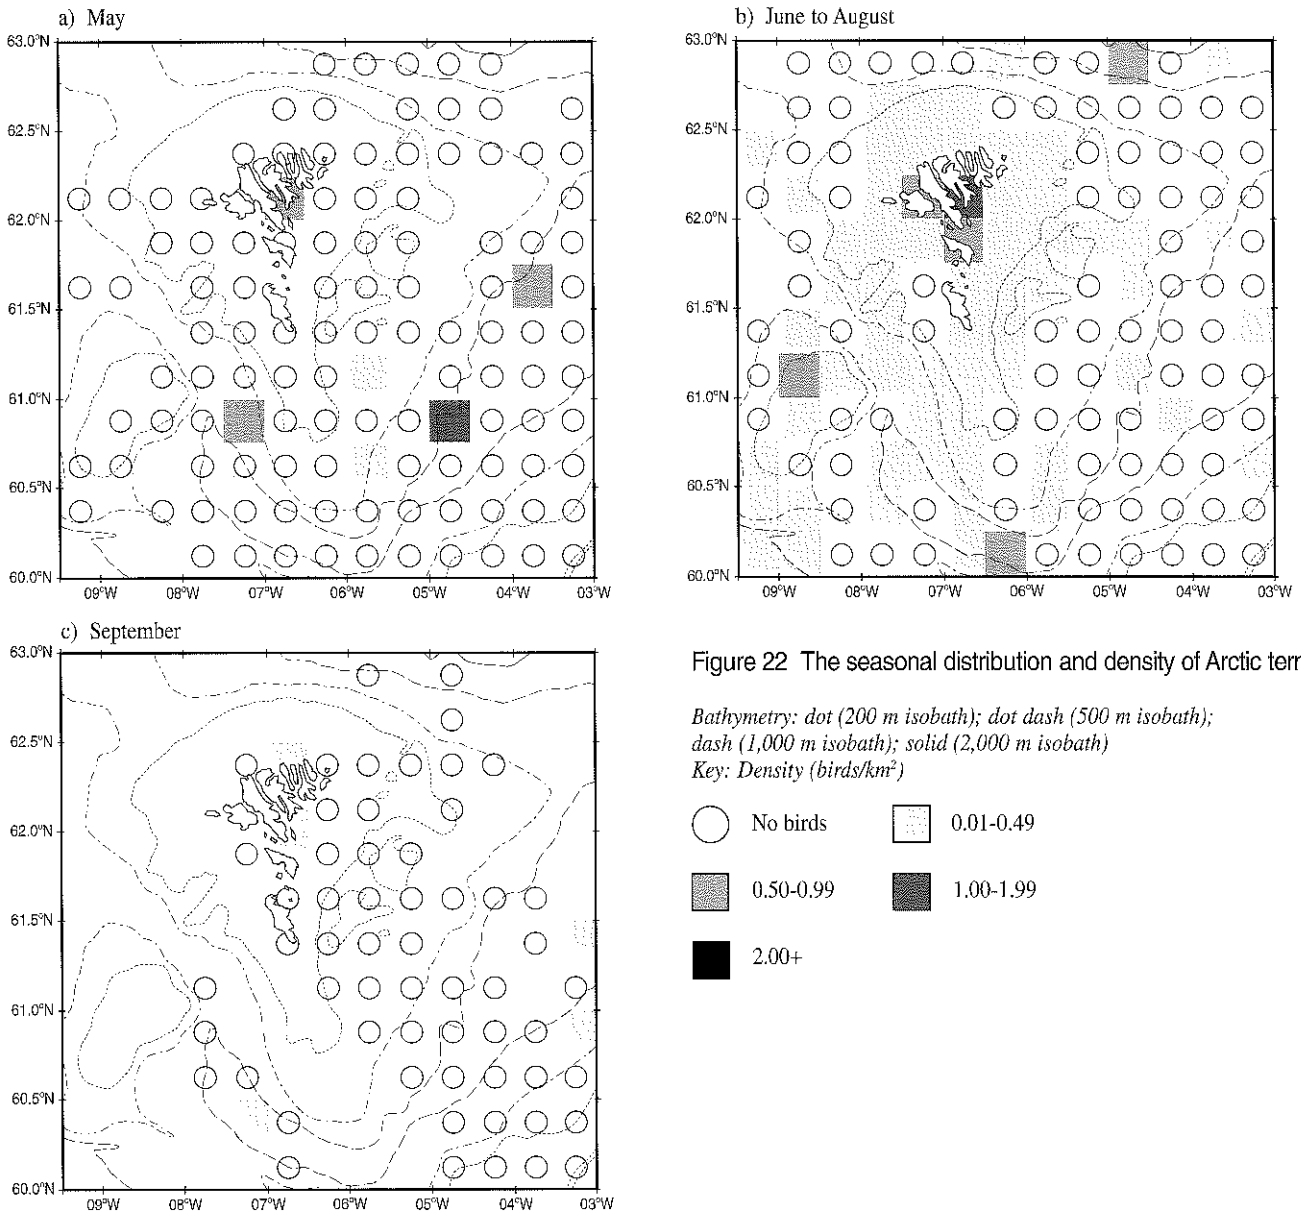 a) May
63.0°N
62.5°N
62.0°N
61.5°N
61.0°N
60.5°N
60.0°N
09°W 08°W 07°W 06°W 05°W 04°W 03°W
b) June to August
63.0°N
62.5°N
62.0°N
61.5°N
61.0°N
60.5°N
60.0°N
09°W 08°W 07°W 06°W 05°W 04°W 03°W
c) September
63.0°N
62.5°N
62.0°N
61.5°N
61.0°N
60.5°N
60.0°N
09°W 08°W 07°W 06°W 05°W 04°W 03°W
Figure 22 The seasonal distribution and density of Arctic
Bathymetry: dot (200 m isobath); dot dash (500 m isobath);
dash (1,000 m isobath); solid (2,000 m isobath)
Key: Density (birds/km²)
No birds 0.01-0.49
0.50-0.99 1.00-1.99
2.00+